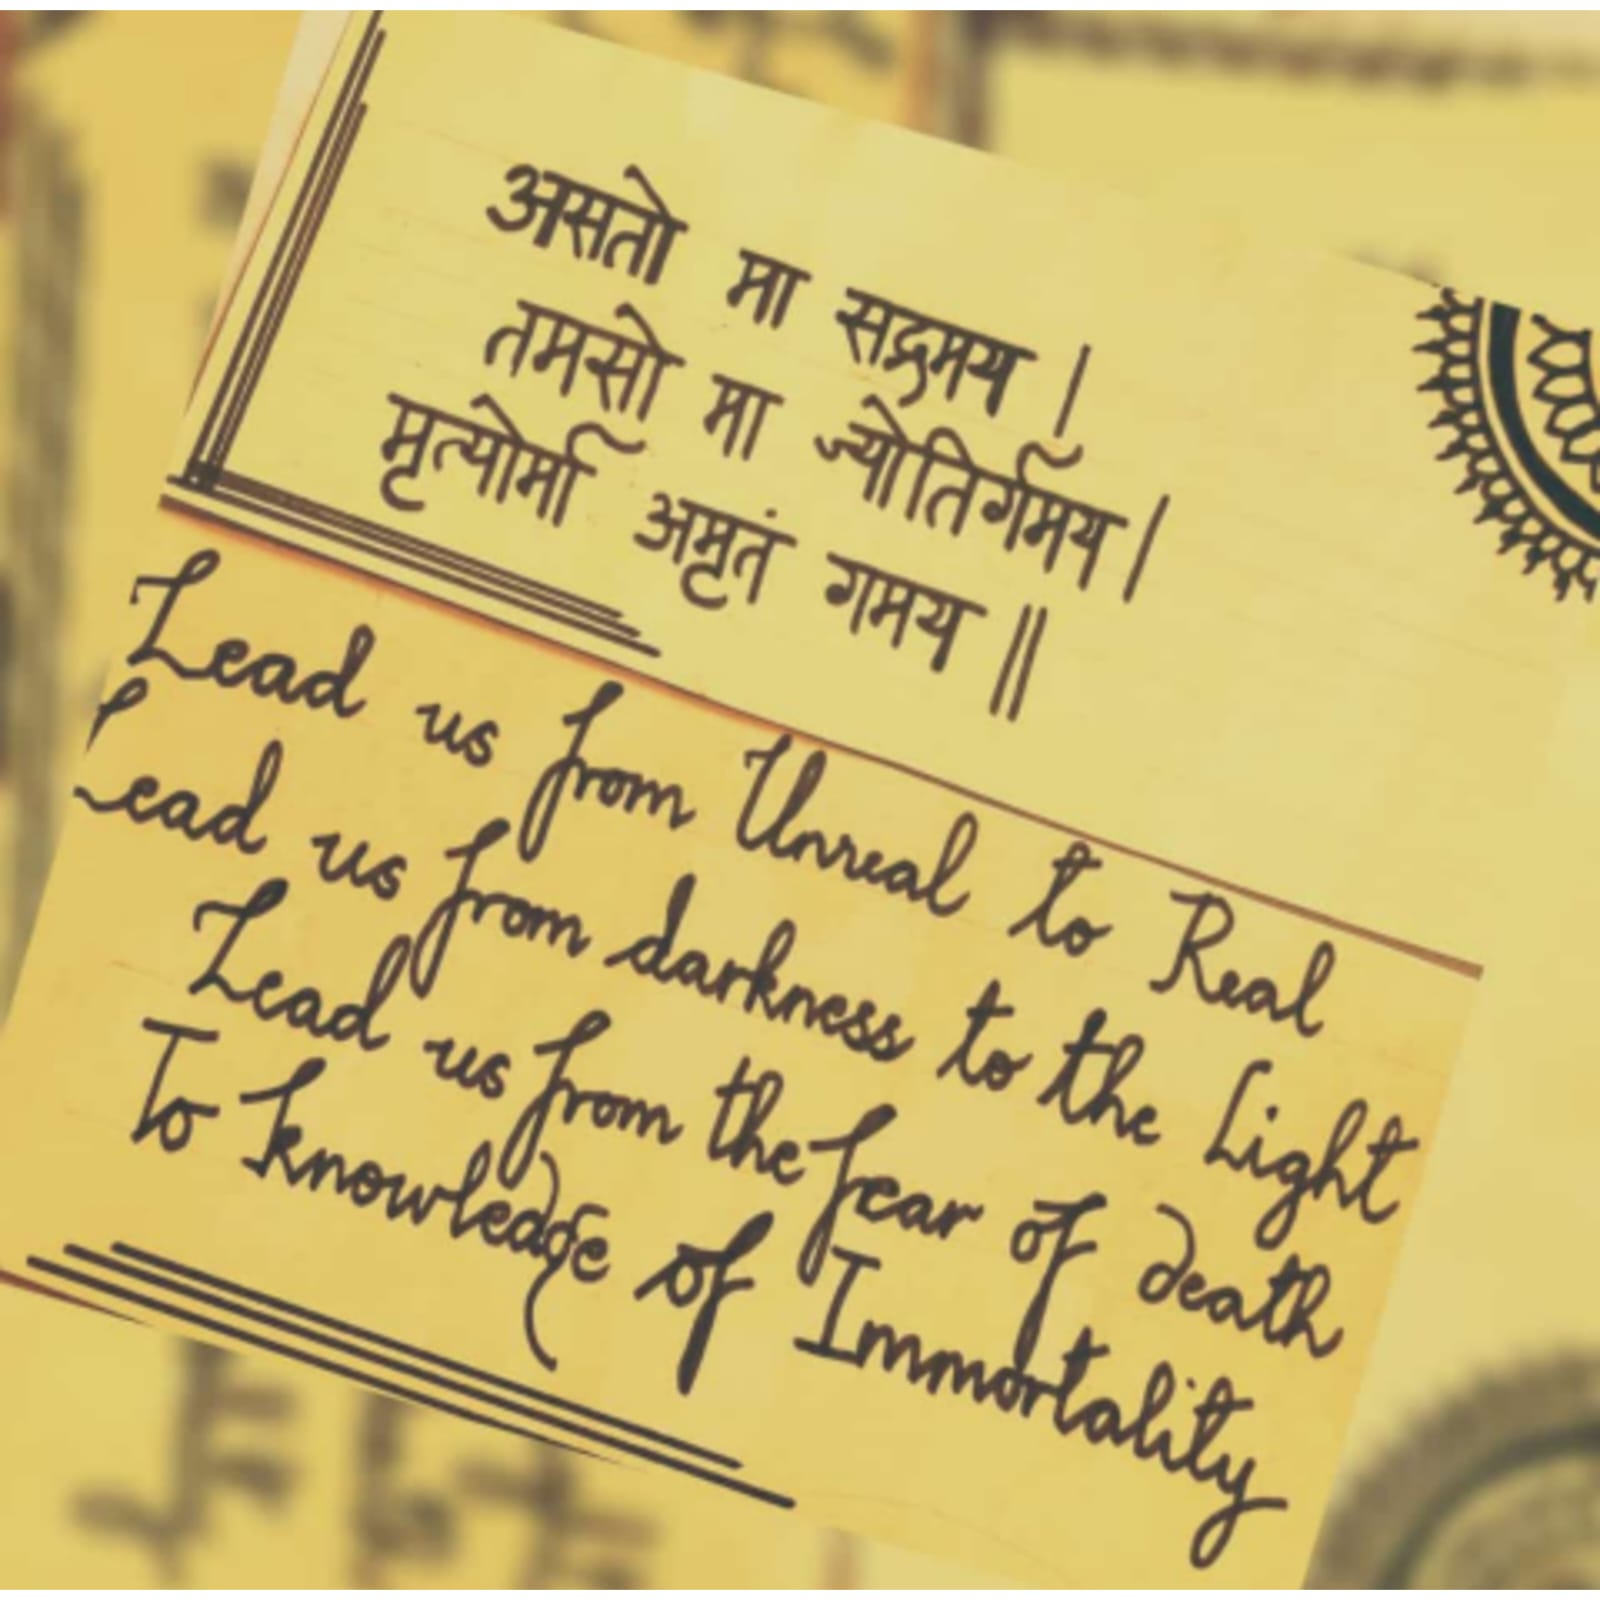 असतो मा सद्गमय ।
तमसो मा ज्योतिर्गमय ।
मृत्योर्मा अमृतं गमय ॥
Lead us from Unreal to Real
Lead us from darkness to the Light
Lead us from the fear of death
To knowledge of Immortality